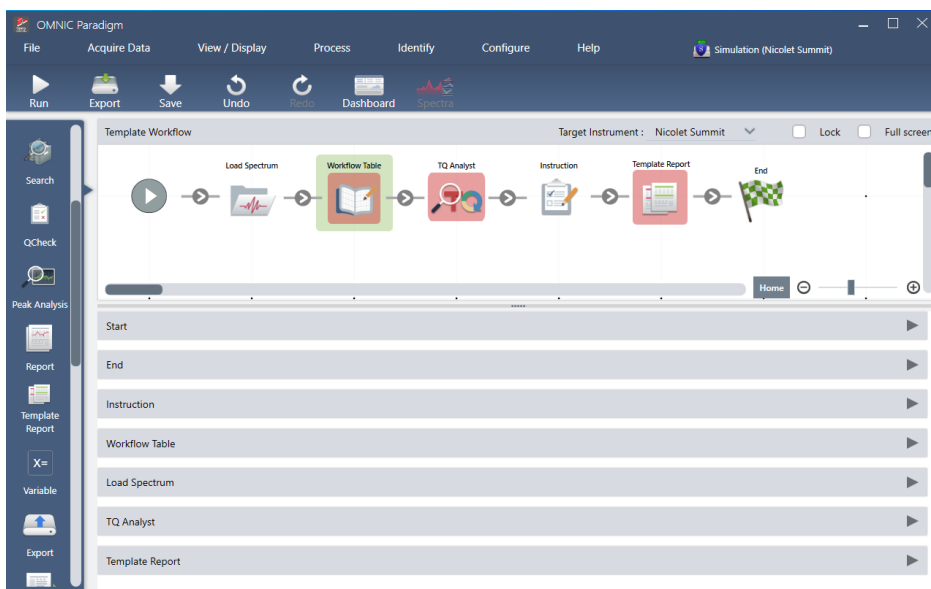 OMNIC Paradigm
File Acquire Data View / Display Process Identify Configure Help Simulation (Nicolet Summit)
Run Export Save Undo Redo Dashboard Spectra
Template Workflow Target Instrument : Nicolet Summit Lock Full screen
Load Spectrum Workflow Table TQ Analyst Instruction Template Report End
Search
QCheck
Peak Analysis
Report
Template
Report
X=
Variable
Export
Home
Start
End
Instruction
Workflow Table
Load Spectrum
TQ Analyst
Template Report